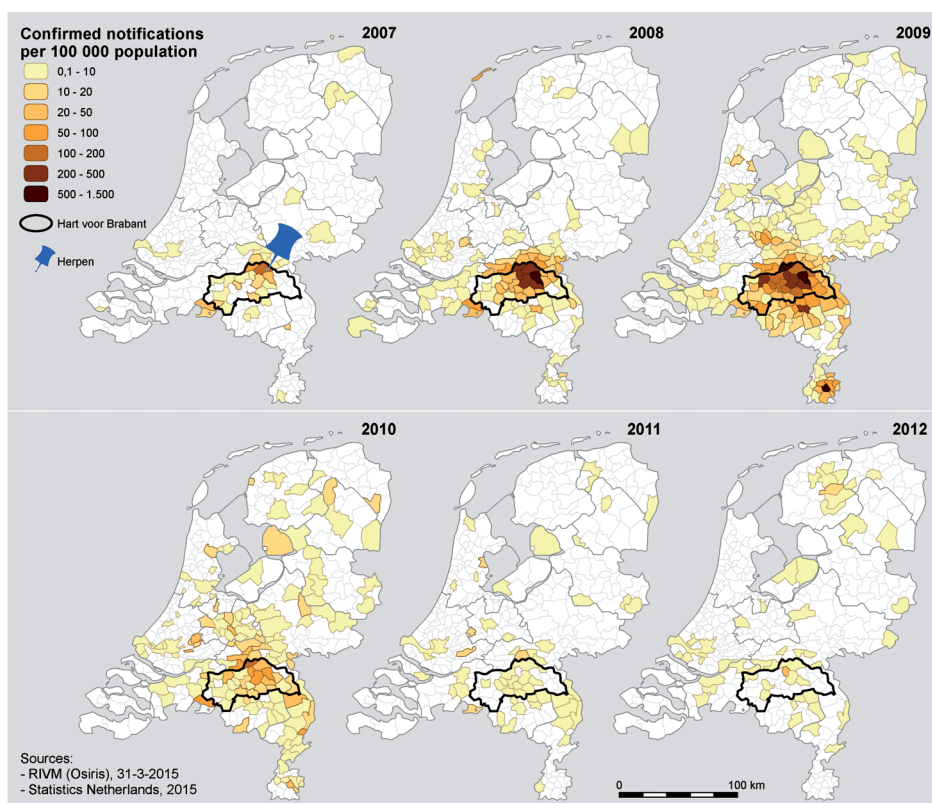 Confirmed notifications
per 100 000 population
0,1 - 10
10 - 20
20 - 50
50 - 100
100 - 200
200 - 500
500 - 1.500
Hart voor Brabant
Herpen
2007
2008
2009
2010
2011
2012
Sources:
- RIVM (Osiris), 31-3-2015
- Statistics Netherlands, 2015
0
100 km